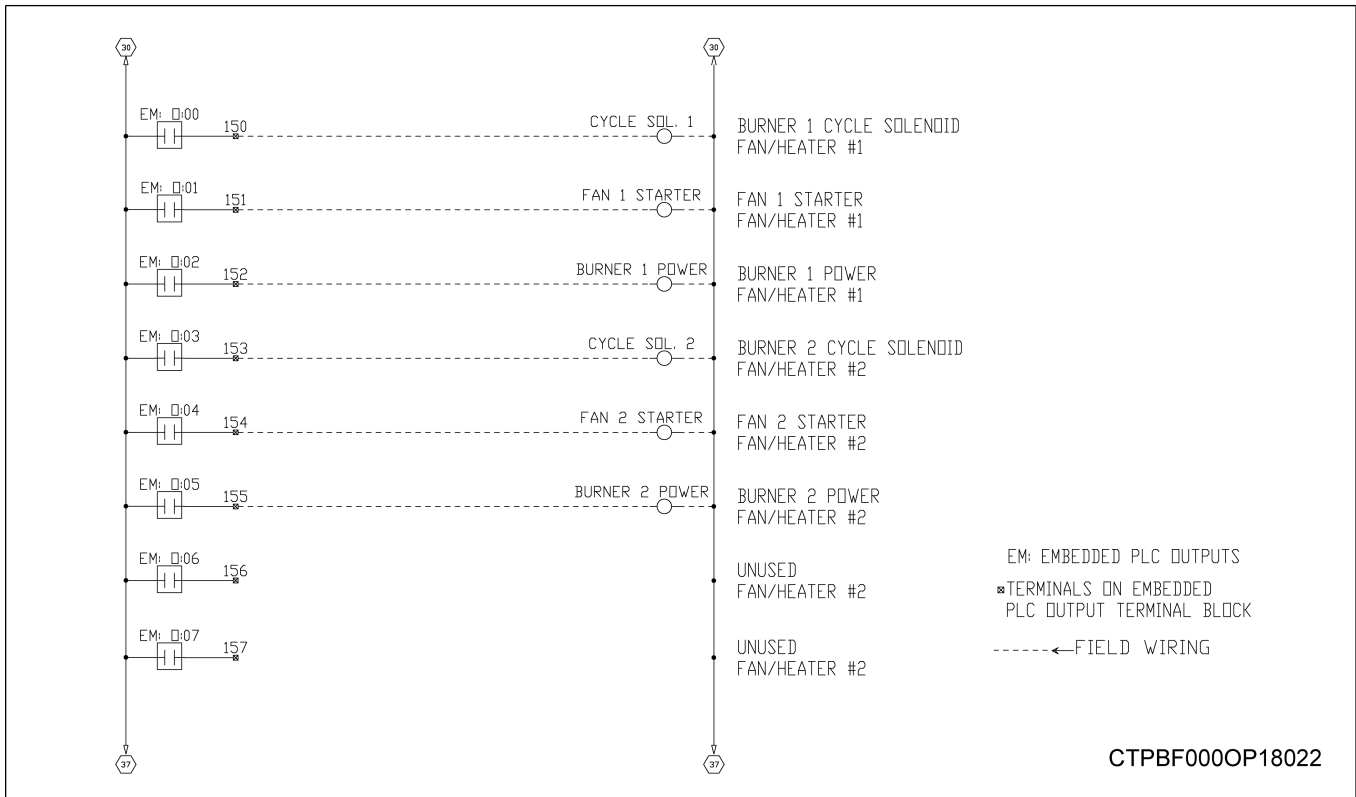 30
30
EM: O:00
150
CYCLE SOL. 1
BURNER 1 CYCLE SOLENOID
FAN/HEATER #1
EM: O:01
151
FAN 1 STARTER
FAN 1 STARTER
FAN/HEATER #1
EM: O:02
152
BURNER 1 POWER
BURNER 1 POWER
FAN/HEATER #1
EM: O:03
153
CYCLE SOL. 2
BURNER 2 CYCLE SOLENOID
FAN/HEATER #2
EM: O:04
154
FAN 2 STARTER
FAN 2 STARTER
FAN/HEATER #2
EM: O:05
155
BURNER 2 POWER
BURNER 2 POWER
FAN/HEATER #2
EM: O:06
156
UNUSED
FAN/HEATER #2
EM: O:07
157
UNUSED
FAN/HEATER #2
EM: EMBEDDED PLC OUTPUTS
TERMINALS ON EMBEDDED
PLC OUTPUT TERMINAL BLOCK
FIELD WIRING
37
37
CTPBF000OP18022